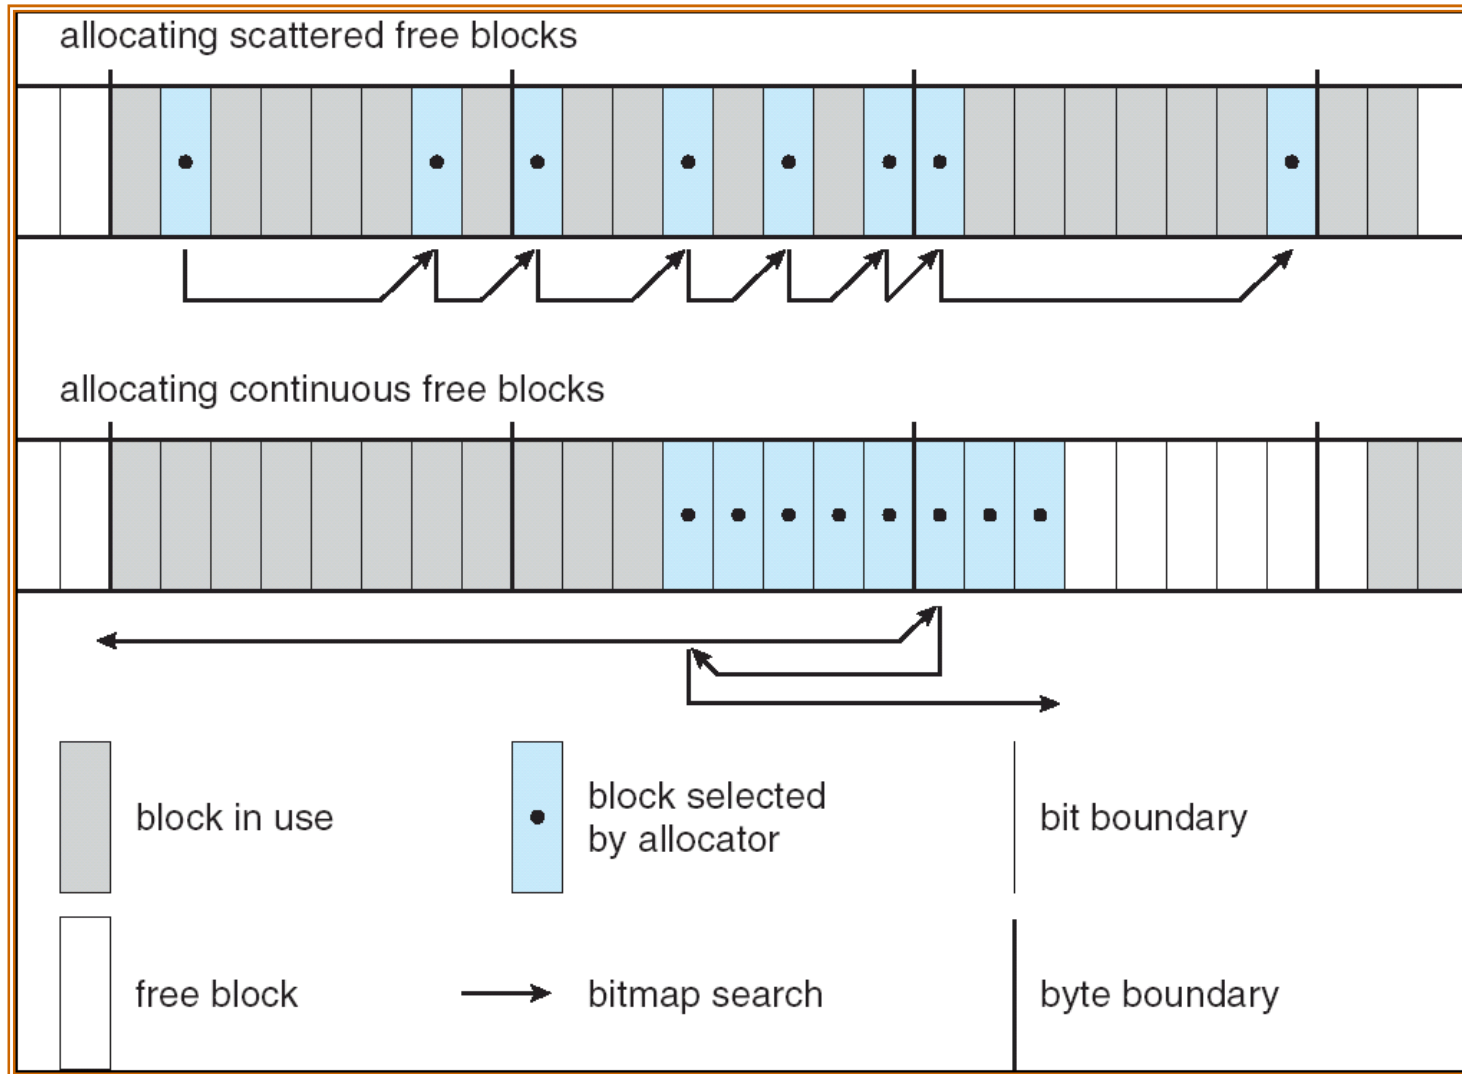 allocating scattered free blocks
allocating continuous free blocks
block in use
block selected
by allocator
bit boundary
free block
bitmap search
byte boundary